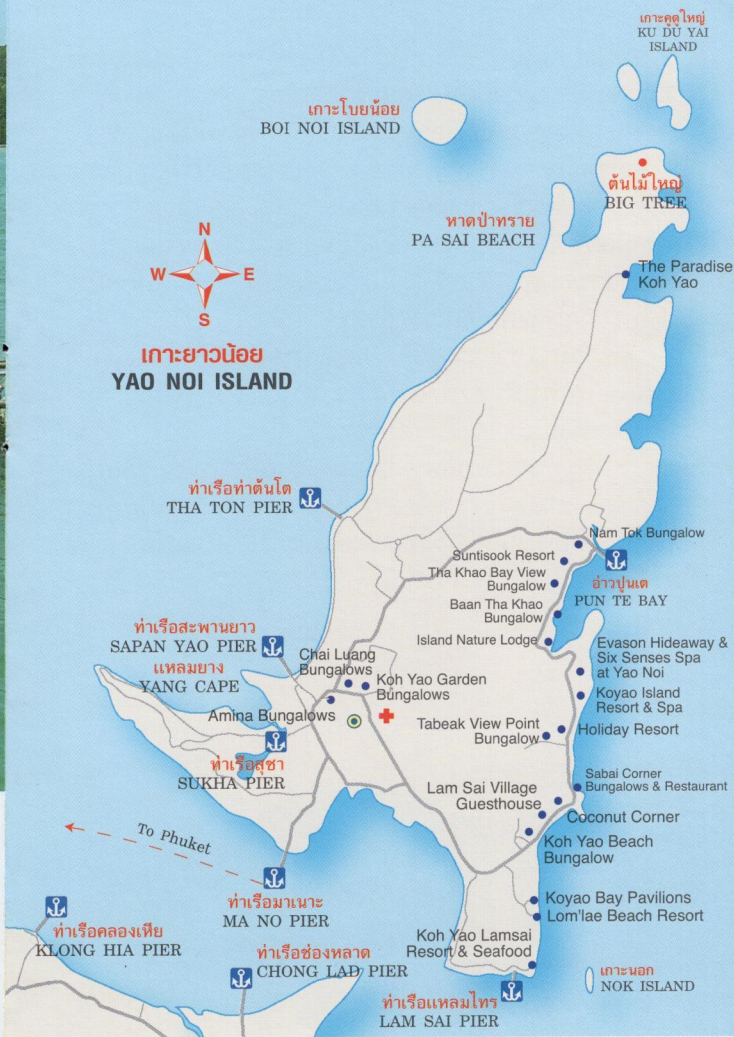 เกาะคูดูใหญ่
KU DU YAI
ISLAND
เกาะโบยน้อย
BOI NOI ISLAND
ต้นไม้ใหญ่
BIG TREE
หาดป่าทราย
PA SAI BEACH
N
W
E
S
The Paradise
Koh Yao
เกาะยาวน้อย
YAO NOI ISLAND
ท่าเรือท่าต้นโด
THA TON PIER
Nam Tok Bungalow
Suntisook Resort
Tha Khao Bay View
Bungalow
อ่าวปูนเต
PUN TE BAY
Baan Tha Khao
Bungalow
Island Nature Lodge
ท่าเรือสะพานยาว
SAPAN YAO PIER
แหลมยาง
YANG CAPE
Chai Luang
Bungalows
Koh Yao Garden
Bungalows
Evason Hideaway &
Six Senses Spa
at Yao Noi
Koyao Island
Resort & Spa
Amina Bungalows
Tabeak View Point
Bungalow
Holiday Resort
ท่าเรือสุขา
SUKHA PIER
Sabai Corner
Bungalows & Restaurant
Lam Sai Village
Guesthouse
Coconut Corner
Koh Yao Beach
Bungalow
To Phuket
ท่าเรือมาเนาะ
MA NO PIER
Koyao Bay Pavilions
Lom'lae Beach Resort
ท่าเรือคลองเหีย
KLONG HIA PIER
ท่าเรือช่องหลาด
CHONG LAD PIER
Koh Yao Lamsai
Resort & Seafood
เกาะนอก
NOK ISLAND
ท่าเรือแหลมไทร
LAM SAI PIER